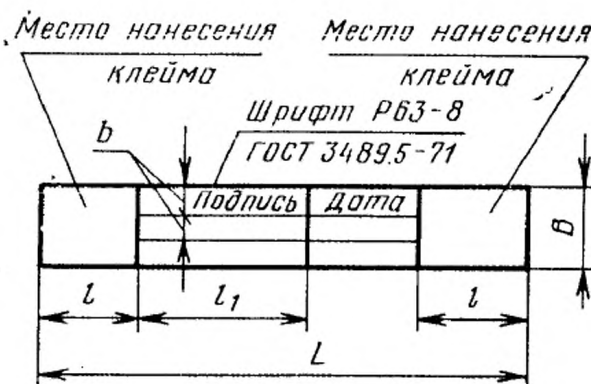 Место нанесения
клейма
Место нанесения
клейма
Шрифт Р63-8
ГОСТ 3489.5-71
b
Подпись Дата
B
l l₁ l
L